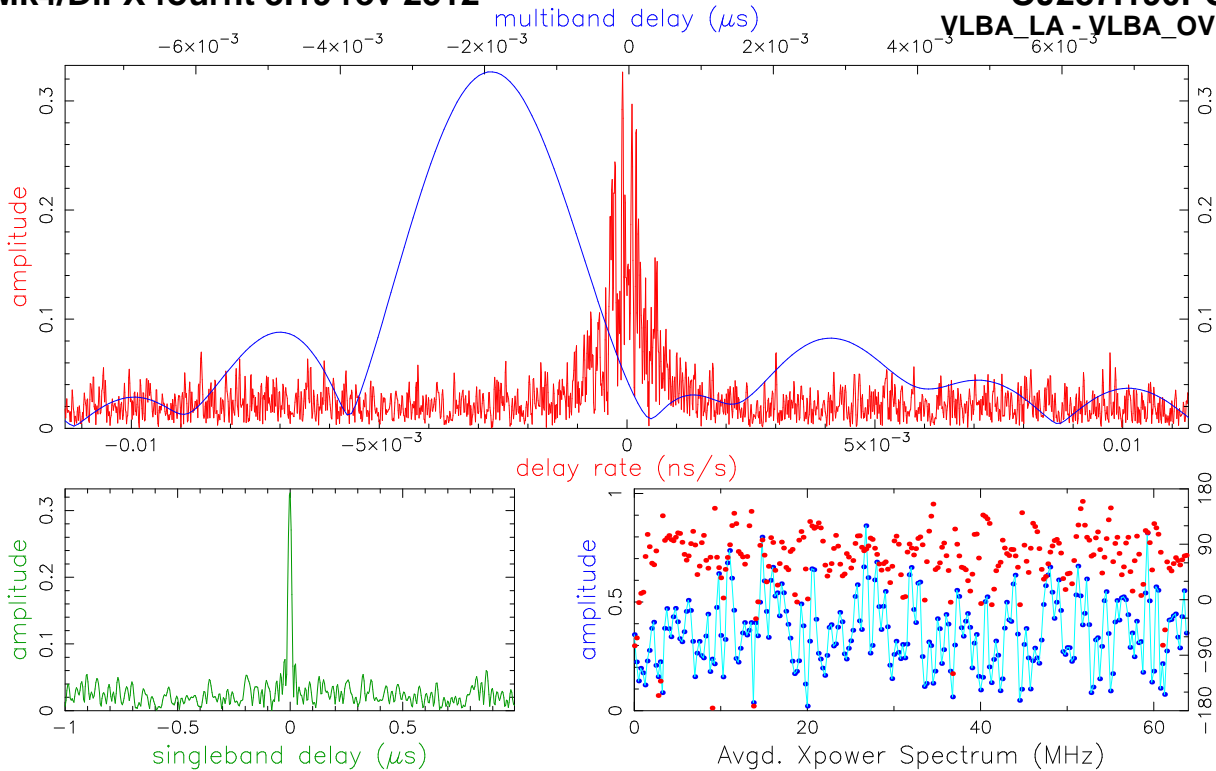 multiband delay (μs)
VLBA_LA - VLBA_OV
−6×10⁻³ −4×10⁻³ −2×10⁻³ 0 2×10⁻³ 4×10⁻³ 6×10⁻³
amplitude
0 0.1 0.2 0.3
0 0.1 0.2 0.3
−0.01 −5×10⁻³ 0 5×10⁻³ 0.01
delay rate (ns/s)
amplitude
0 0.1 0.2 0.3
−1 −0.5 0 0.5
singleband delay (μs)
amplitude
0 0.5 1
−180 −90 0 90 180
0 20 40 60
Avgd. Xpower Spectrum (MHz)